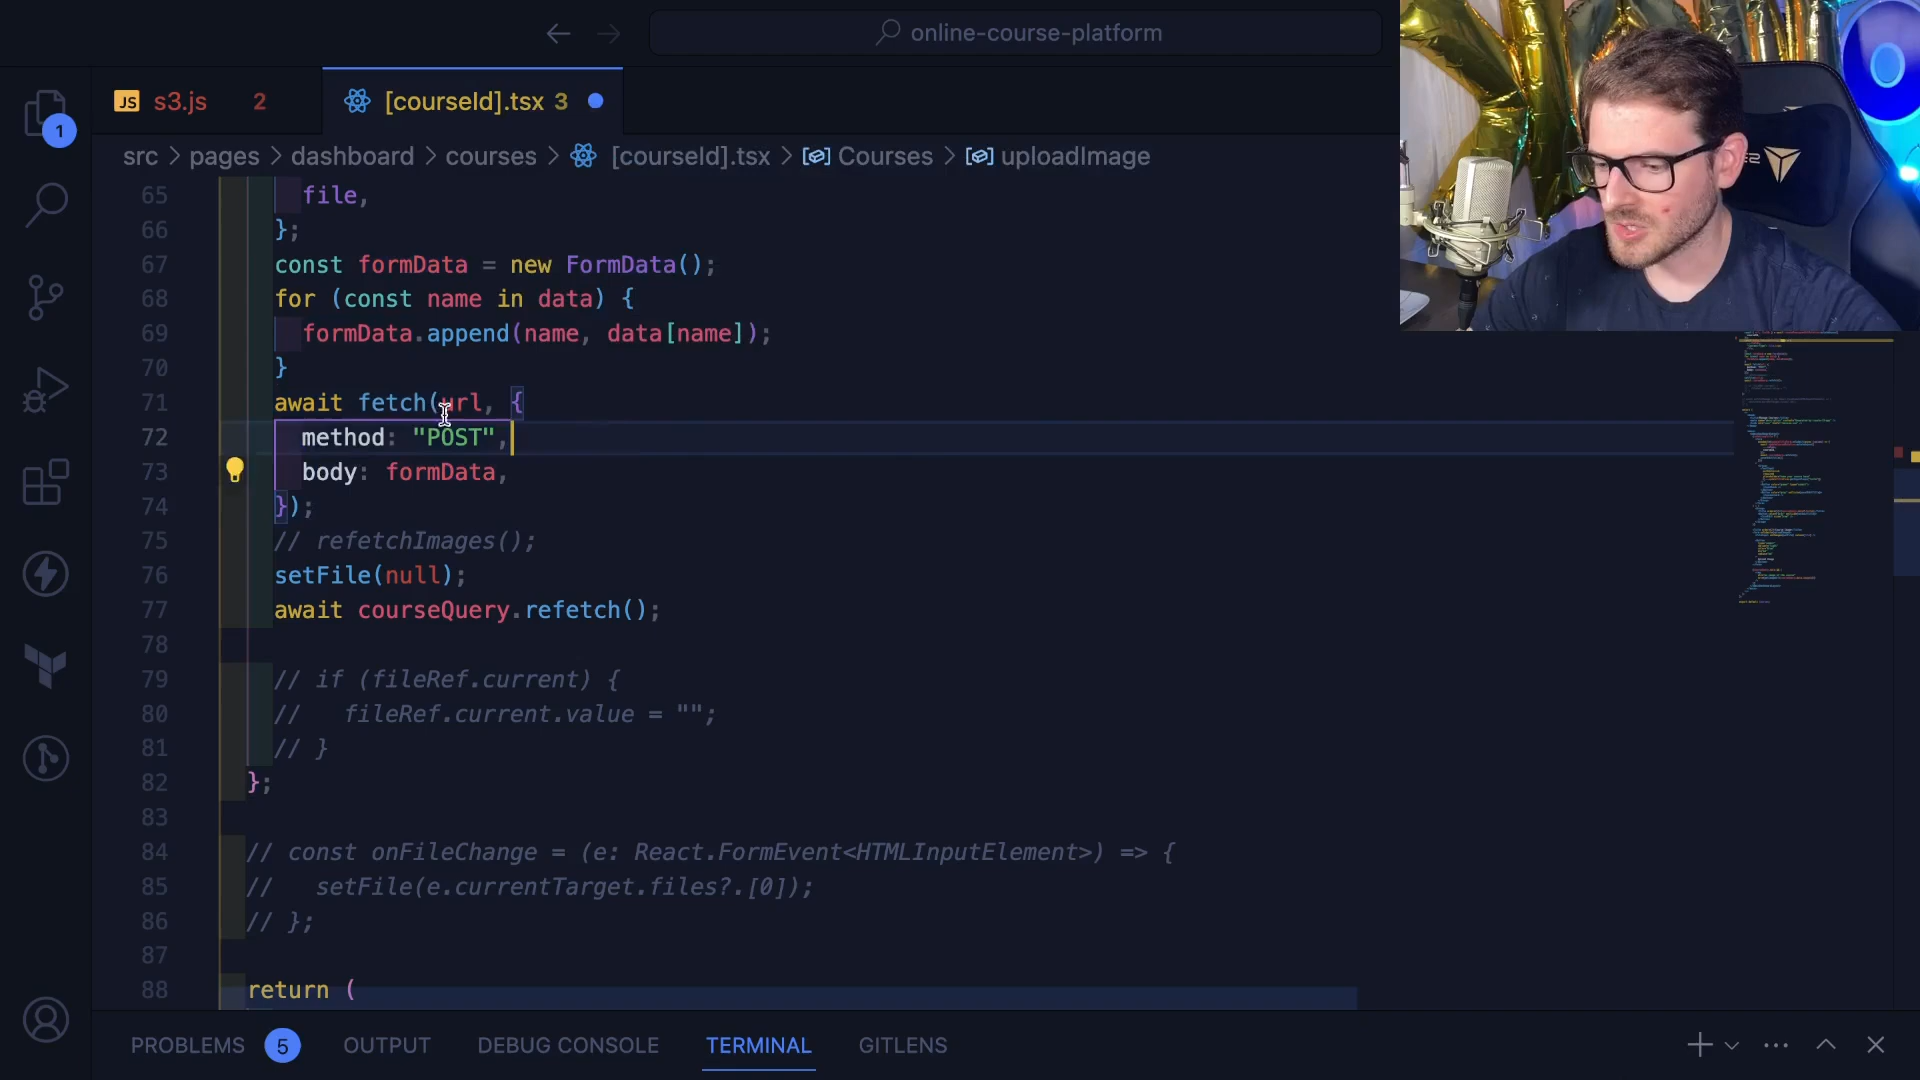 online-course-platform
JS s3.js 2
[courseId].tsx 3
1
src > pages > dashboard > courses > [courseId].tsx > Courses > uploadImage
65 file,
66 };
67 const formData = new FormData();
68 for (const name in data) {
69 formData.append(name, data[name]);
70 }
71 await fetch(url, {
72 method: "POST",
73 body: formData,
74 });
75 // refetchImages();
76 setFile(null);
77 await courseQuery.refetch();
78
79 // if (fileRef.current) {
80 //   fileRef.current.value = "";
81 // }
82 };
83
84 // const onFileChange = (e: React.FormEvent<HTMLInputElement>) => {
85 //   setFile(e.currentTarget.files?.[0]);
86 // };
87
88 return (
PROBLEMS 5 OUTPUT DEBUG CONSOLE TERMINAL GITLENS